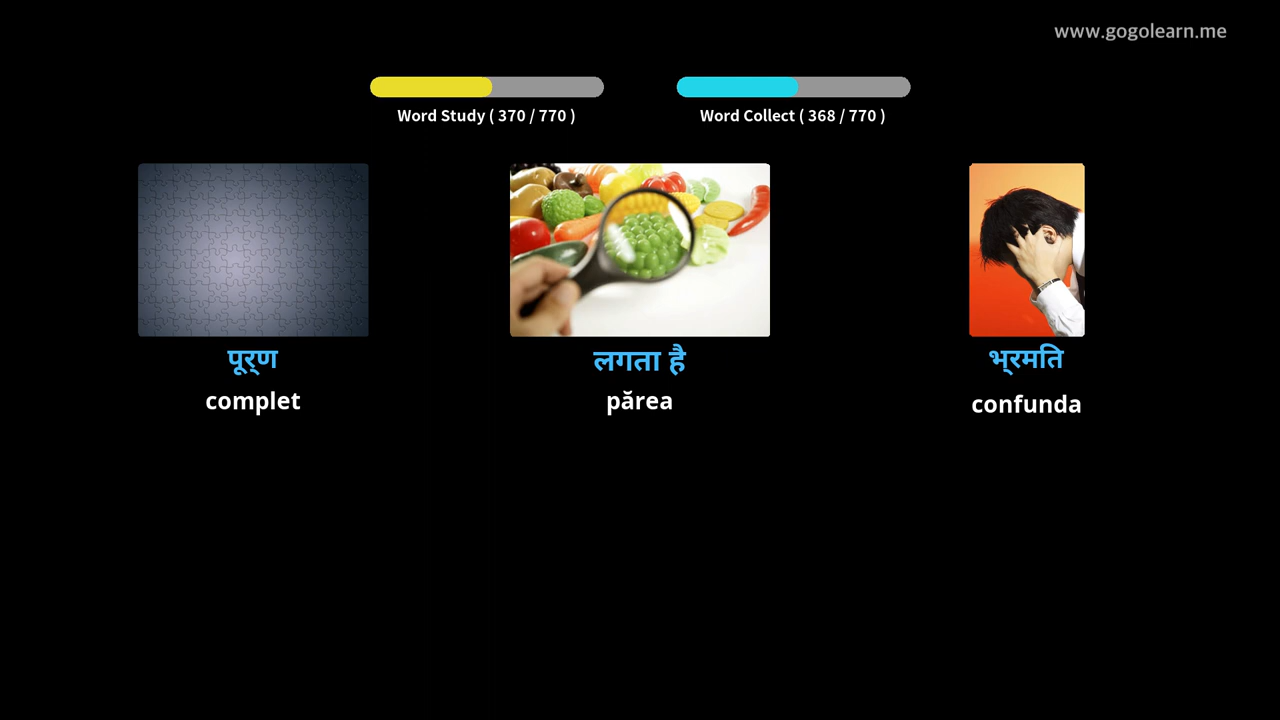 www.gogolearn.me
Word Study ( 370 / 770 )
Word Collect ( 368 / 770 )
पूर्ण
लगता है
भ्रमति
complet
părea
confunda